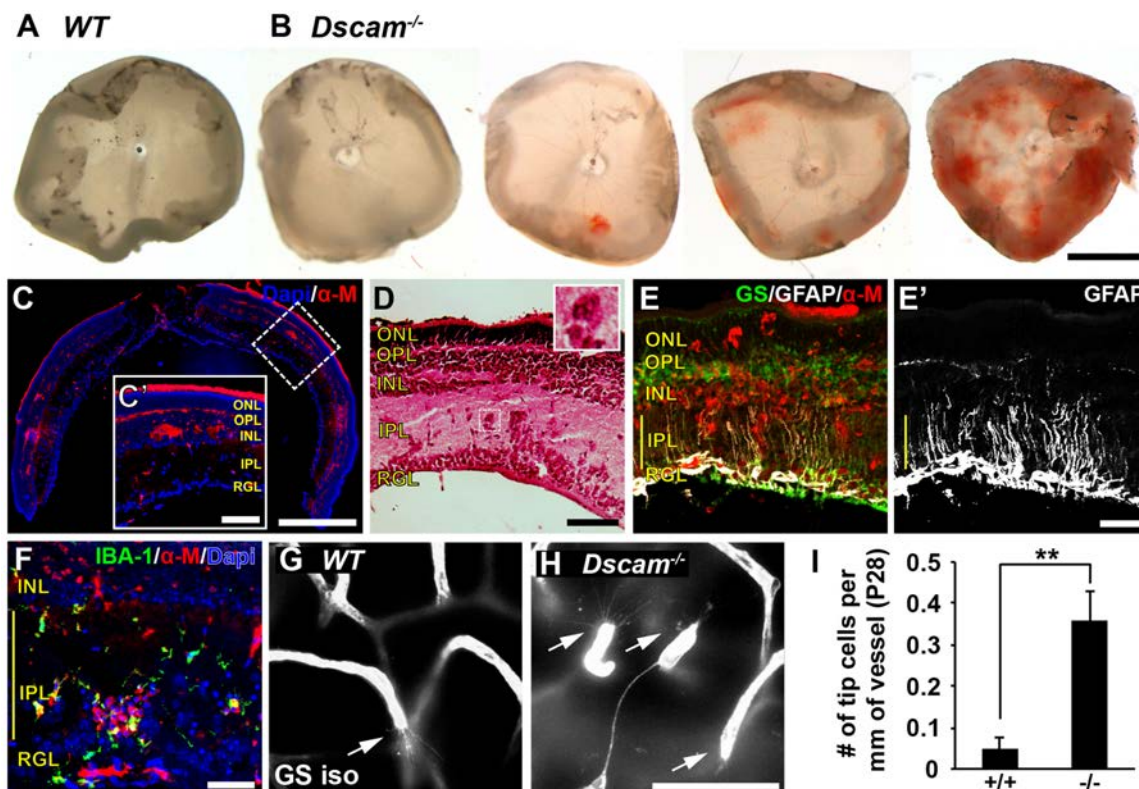 A WT B Dscam-/-
C Dapi/α-M
C' ONL
OPL
INL
IPL
RGL
D ONL
OPL
INL
IPL
RGL
E GS/GFAP/α-M
ONL
OPL
INL
IPL
RGL
E' GFAP
F IBA-1/α-M/Dapi
INL
IPL
RGL
G WT
GS iso
H Dscam-/-
I **
# of tip cells per
mm of vessel (P28)
0.5
0.4
0.3
0.2
0.1
0
+/+ -/-